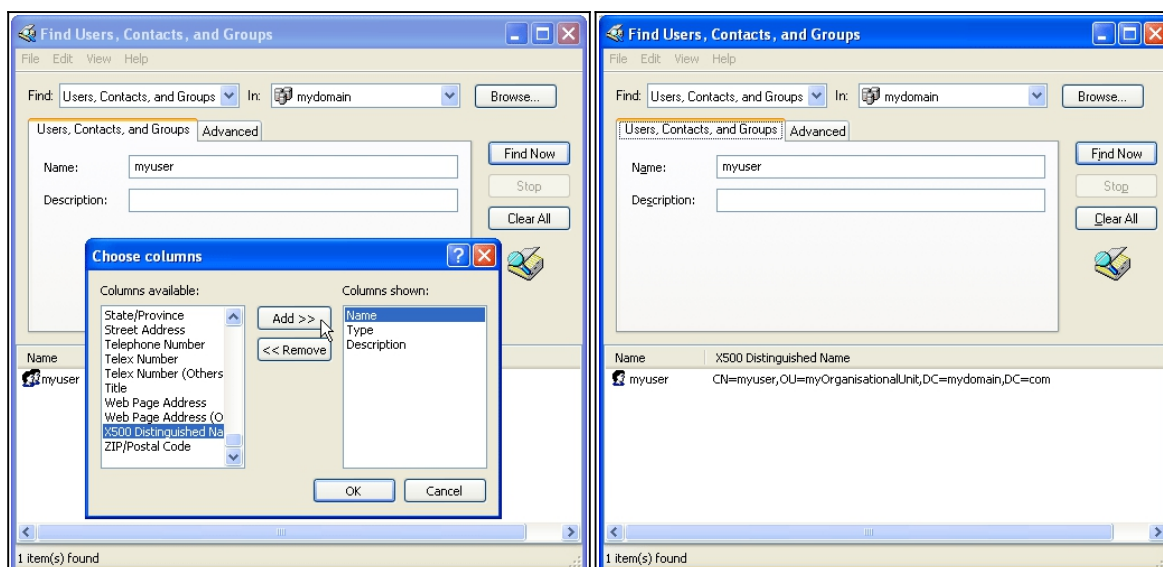 Find Users, Contacts, and Groups
File Edit View Help
Find: Users, Contacts, and Groups In: mydomain Browse...
Users, Contacts, and Groups Advanced
Name: myuser
Description:
Find Now
Stop
Clear All
Choose columns
Columns available:
State/Province
Street Address
Telephone Number
Telex Number
Telex Number (Others
Title
Web Page Address
Web Page Address (O
X500 Distinguished Na
ZIP/Postal Code
Add >>
<< Remove
Columns shown:
Name
Type
Description
OK Cancel
Name
myuser
1 item(s) found
Find Users, Contacts, and Groups
File Edit View Help
Find: Users, Contacts, and Groups In: mydomain Browse...
Users, Contacts, and Groups Advanced
Name: myuser
Description:
Find Now
Stop
Clear All
Name X500 Distinguished Name
myuser CN=myuser,OU=myOrganisationalUnit,DC=mydomain,DC=com
1 item(s) found